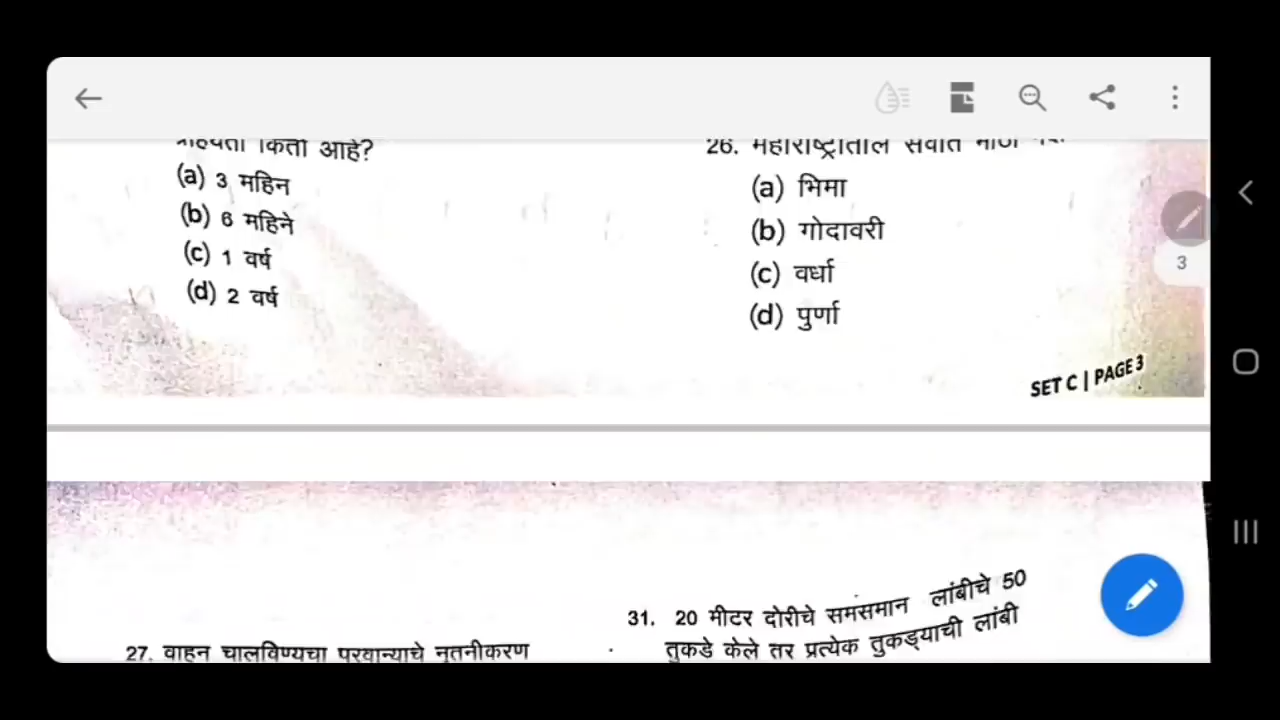 किती आहे?
(a) 3 महिन
(b) 6 महिने
(c) 1 वर्ष
(d) 2 वर्ष
26. महाराष्ट्रातील सर्वात मोठी
(a) भिमा
(b) गोदावरी
(c) वर्धा
(d) पुर्णा
3
SET C | PAGE 3
27. वाहन चालविण्यचा परवान्याचे नुतनीकरण
31. 20 मीटर दोरीचे समसमान लांबीचे 50
तुकडे केले तर प्रत्येक तुकड्याची लांबी